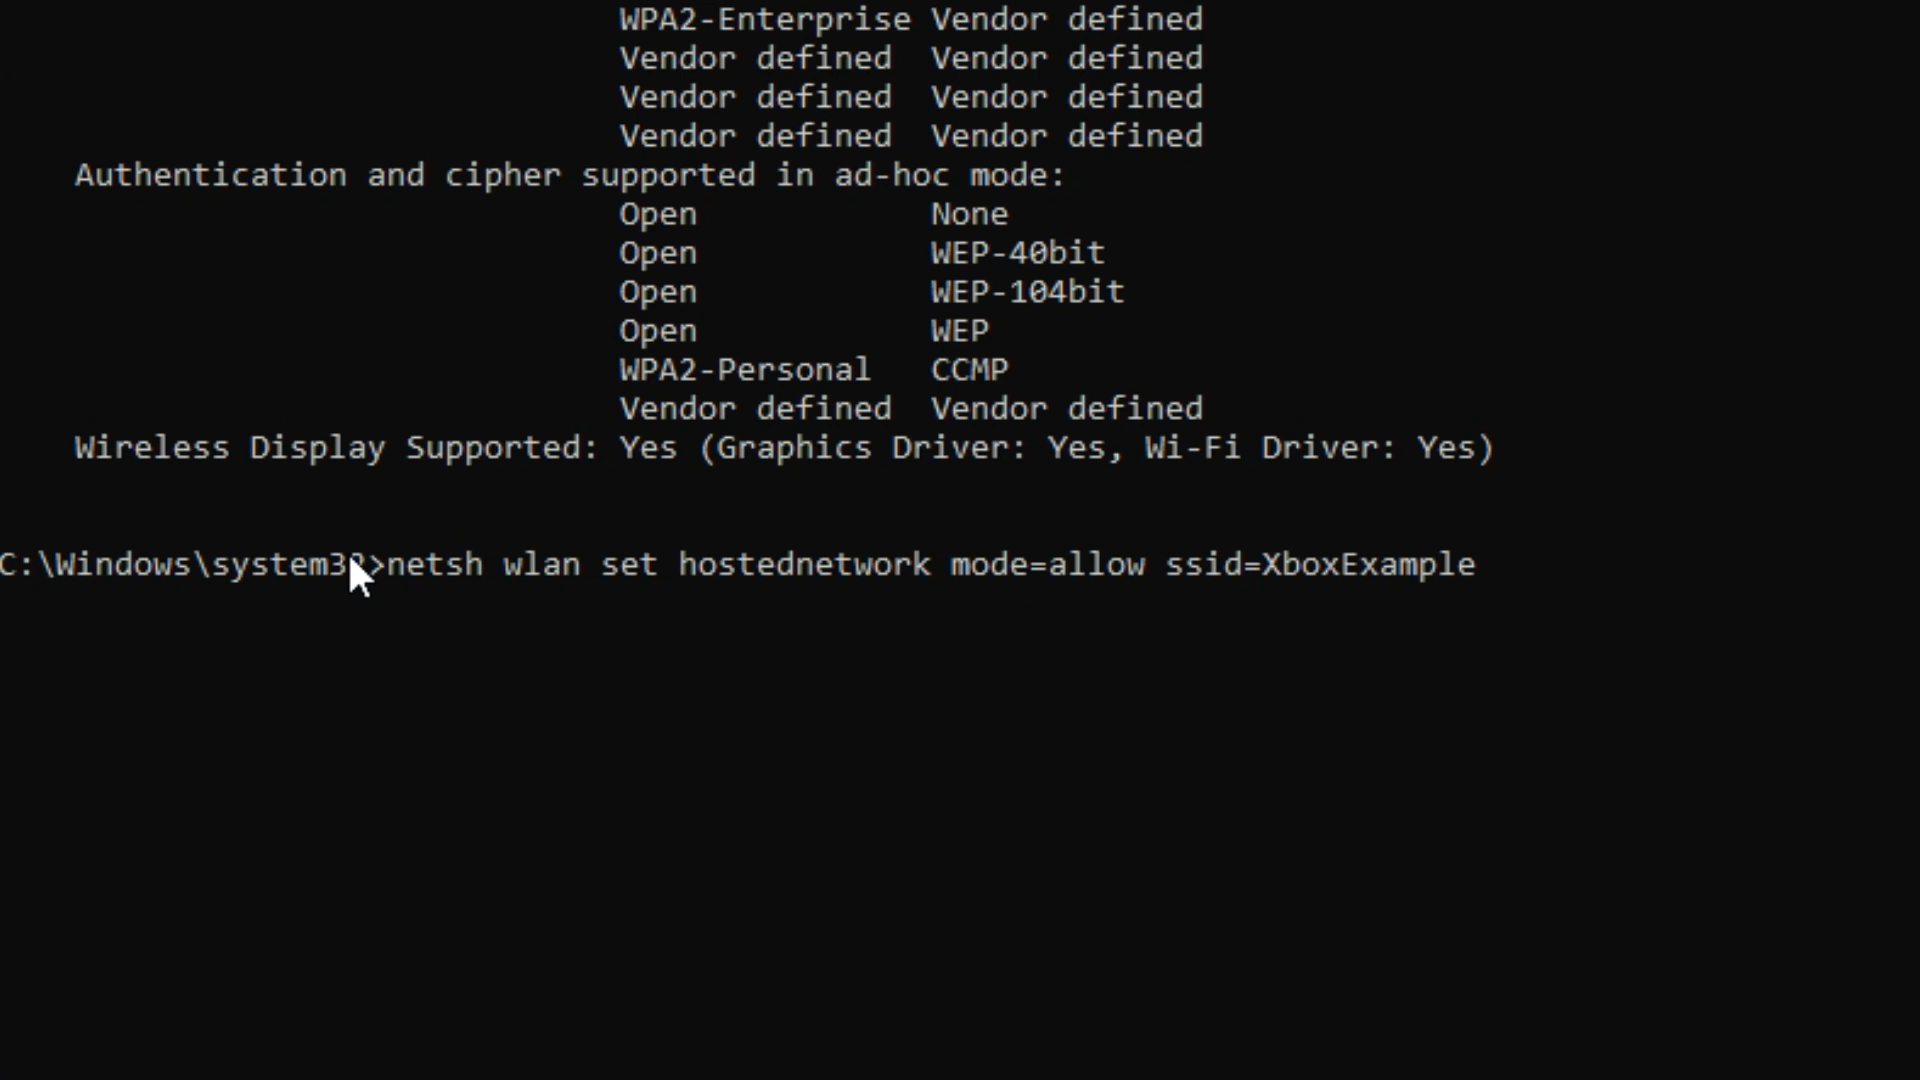 WPA2-Enterprise Vendor defined
Vendor defined Vendor defined
Vendor defined Vendor defined
Vendor defined Vendor defined
Authentication and cipher supported in ad-hoc mode:
Open None
Open WEP-40bit
Open WEP-104bit
Open WEP
WPA2-Personal CCMP
Vendor defined Vendor defined
Wireless Display Supported: Yes (Graphics Driver: Yes, Wi-Fi Driver: Yes)
C:\Windows\system32>netsh wlan set hostednetwork mode=allow ssid=XboxExample